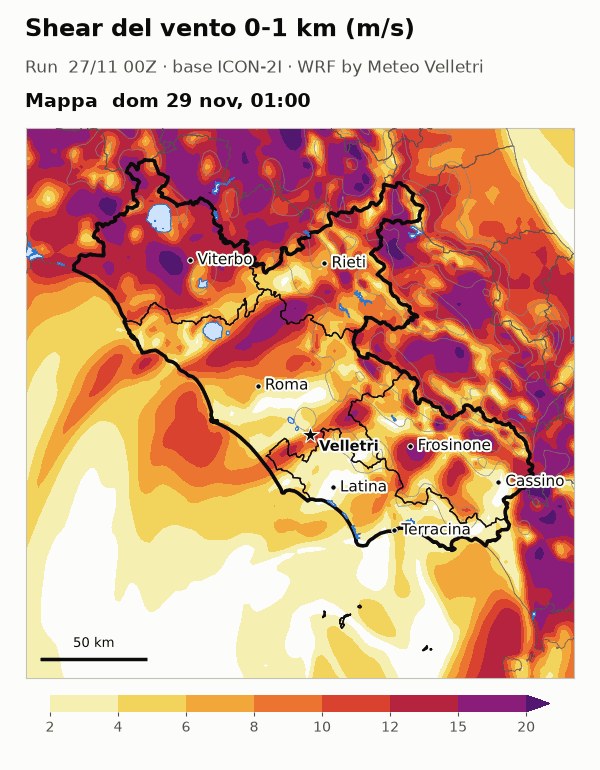 Shear del vento 0-1 km (m/s)
Run  27/11 00Z · base ICON-2I · WRF by Meteo Velletri
Mappa  dom 29 nov, 01:00
Viterbo
Rieti
Roma
Velletri
Frosinone
Latina
Cassino
Terracina
50 km
2 4 6 8 10 12 15 20